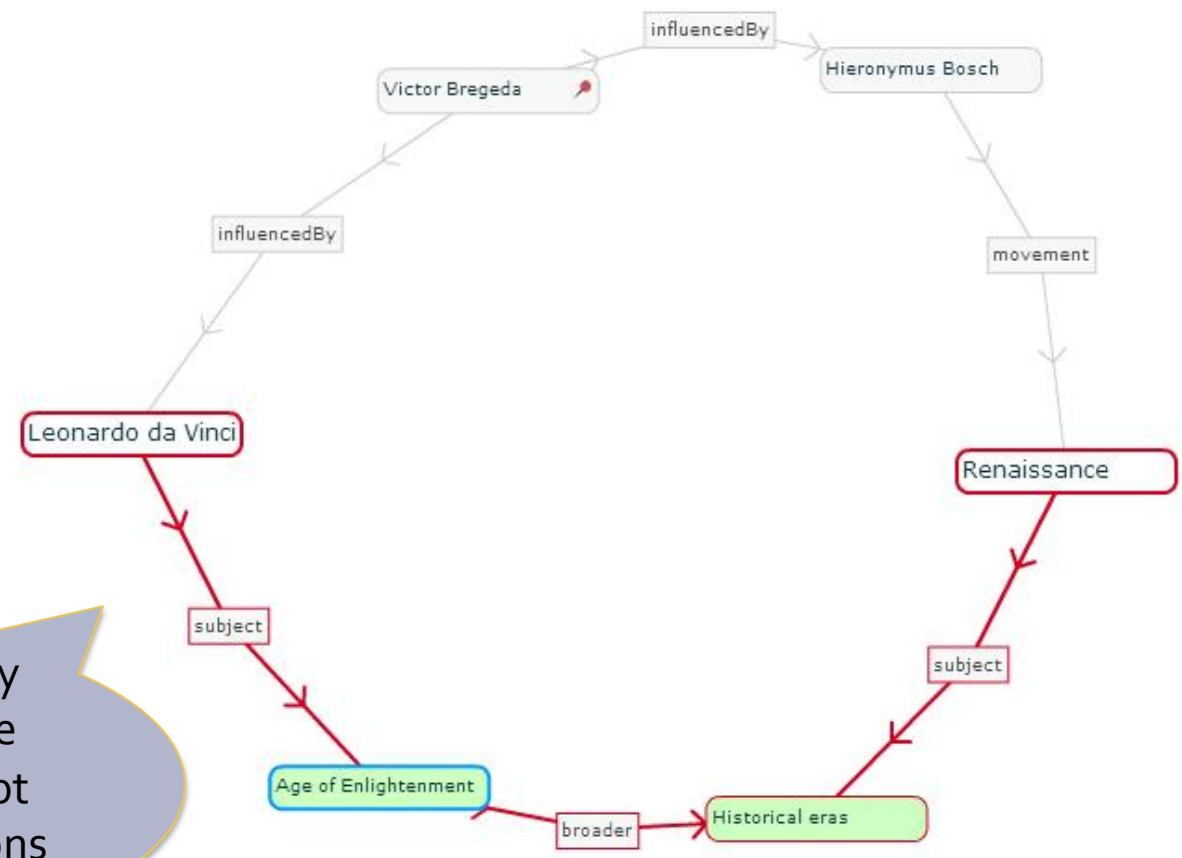 influencedBy
Victor Bregeda
Hieronymus Bosch
influencedBy
movement
Leonardo da Vinci
Renaissance
subject
subject
Age of Enlightenment
broader
Historical eras